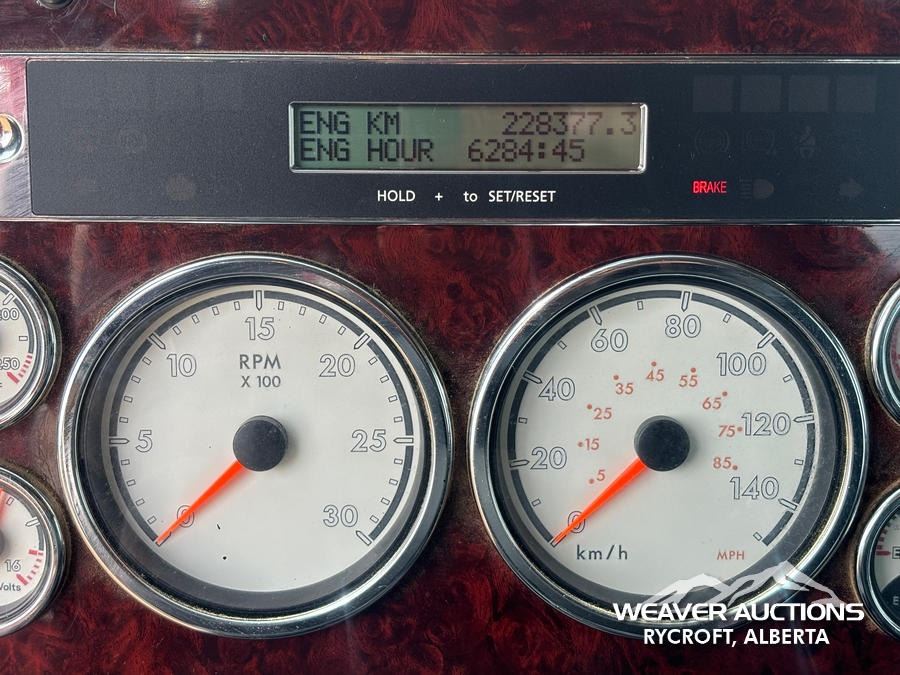 ENG KM 228377.3
ENG HOUR 6284:45
HOLD + to SET/RESET
BRAKE
0
5
10
15
20
25
30
RPM
X 100
0
20
40
60
80
100
120
140
5
15
25
35
45
55
65
75
85
km/h
MPH
250
16
Volts
WEAVER AUCTIONS
RYCROFT, ALBERTA